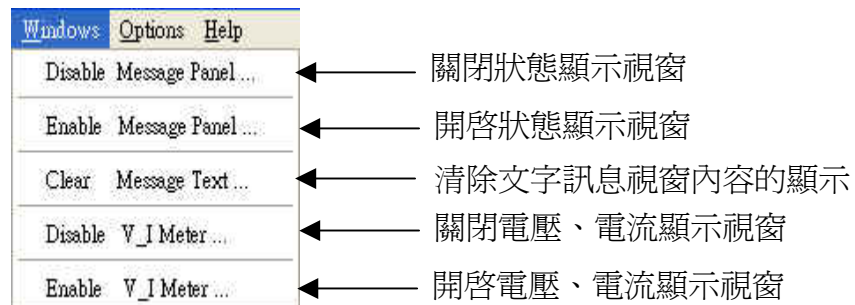 Windows Options Help
Disable Message Panel ... 關閉狀態顯示視窗
Enable Message Panel ... 開啓狀態顯示視窗
Clear Message Text ... 清除文字訊息視窗內容的顯示
Disable V_I Meter ... 關閉電壓、電流顯示視窗
Enable V_I Meter ... 開啓電壓、電流顯示視窗